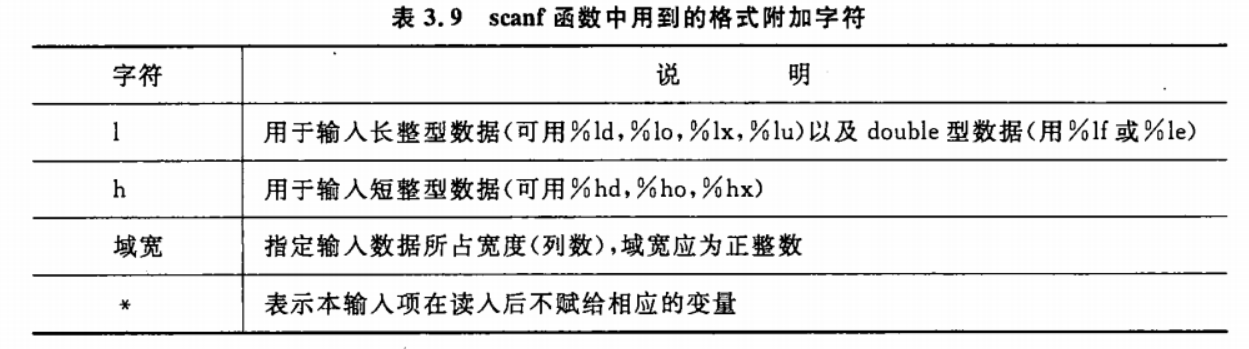 表 3.9 scanf 函数中用到的格式附加字符
字符 说 明
l 用于输入长整型数据(可用%ld,%lo,%lx,%lu)以及 double 型数据(用%lf 或%le)
h 用于输入短整型数据(可用%hd,%ho,%hx)
域宽 指定输入数据所占宽度(列数),域宽应为正整数
* 表示本输入项在读入后不赋给相应的变量